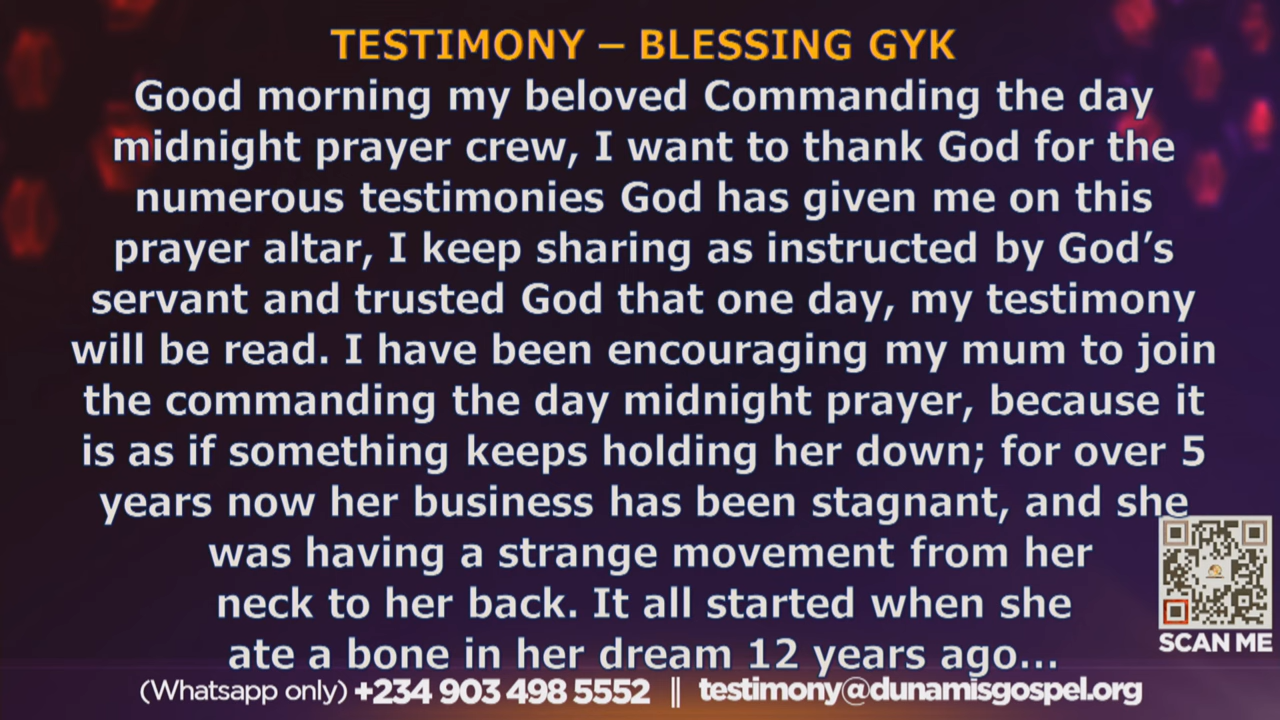 TESTIMONY – BLESSING GYK
Good morning my beloved Commanding the day
midnight prayer crew, I want to thank God for the
numerous testimonies God has given me on this
prayer altar, I keep sharing as instructed by God’s
servant and trusted God that one day, my testimony
will be read. I have been encouraging my mum to join
the commanding the day midnight prayer, because it
is as if something keeps holding her down; for over 5
years now her business has been stagnant, and she
was having a strange movement from her
neck to her back. It all started when she
ate a bone in her dream 12 years ago...
SCAN ME
(Whatsapp only) +234 903 498 5552 || testimony@dunamisgospel.org